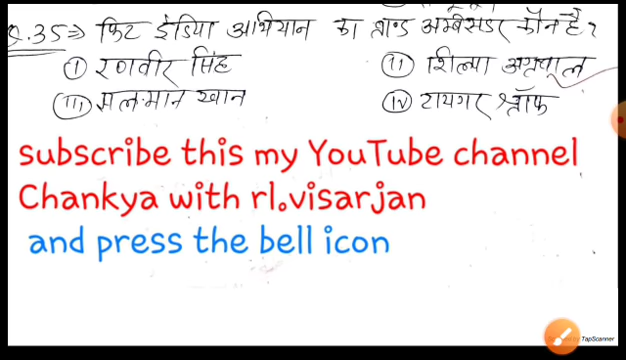 Q.35⇒ फिट इंडिया अभियान का ब्रान्ड अम्बेसडर कौन है ?
(i) रणवीर सिंह (ii) शिल्पा अग्रवाल
(iii) सलमान खान (iv) टायगर श्रॉफ
subscribe this my YouTube channel
Chankya with rl.visarjan
and press the bell icon
TapScanner